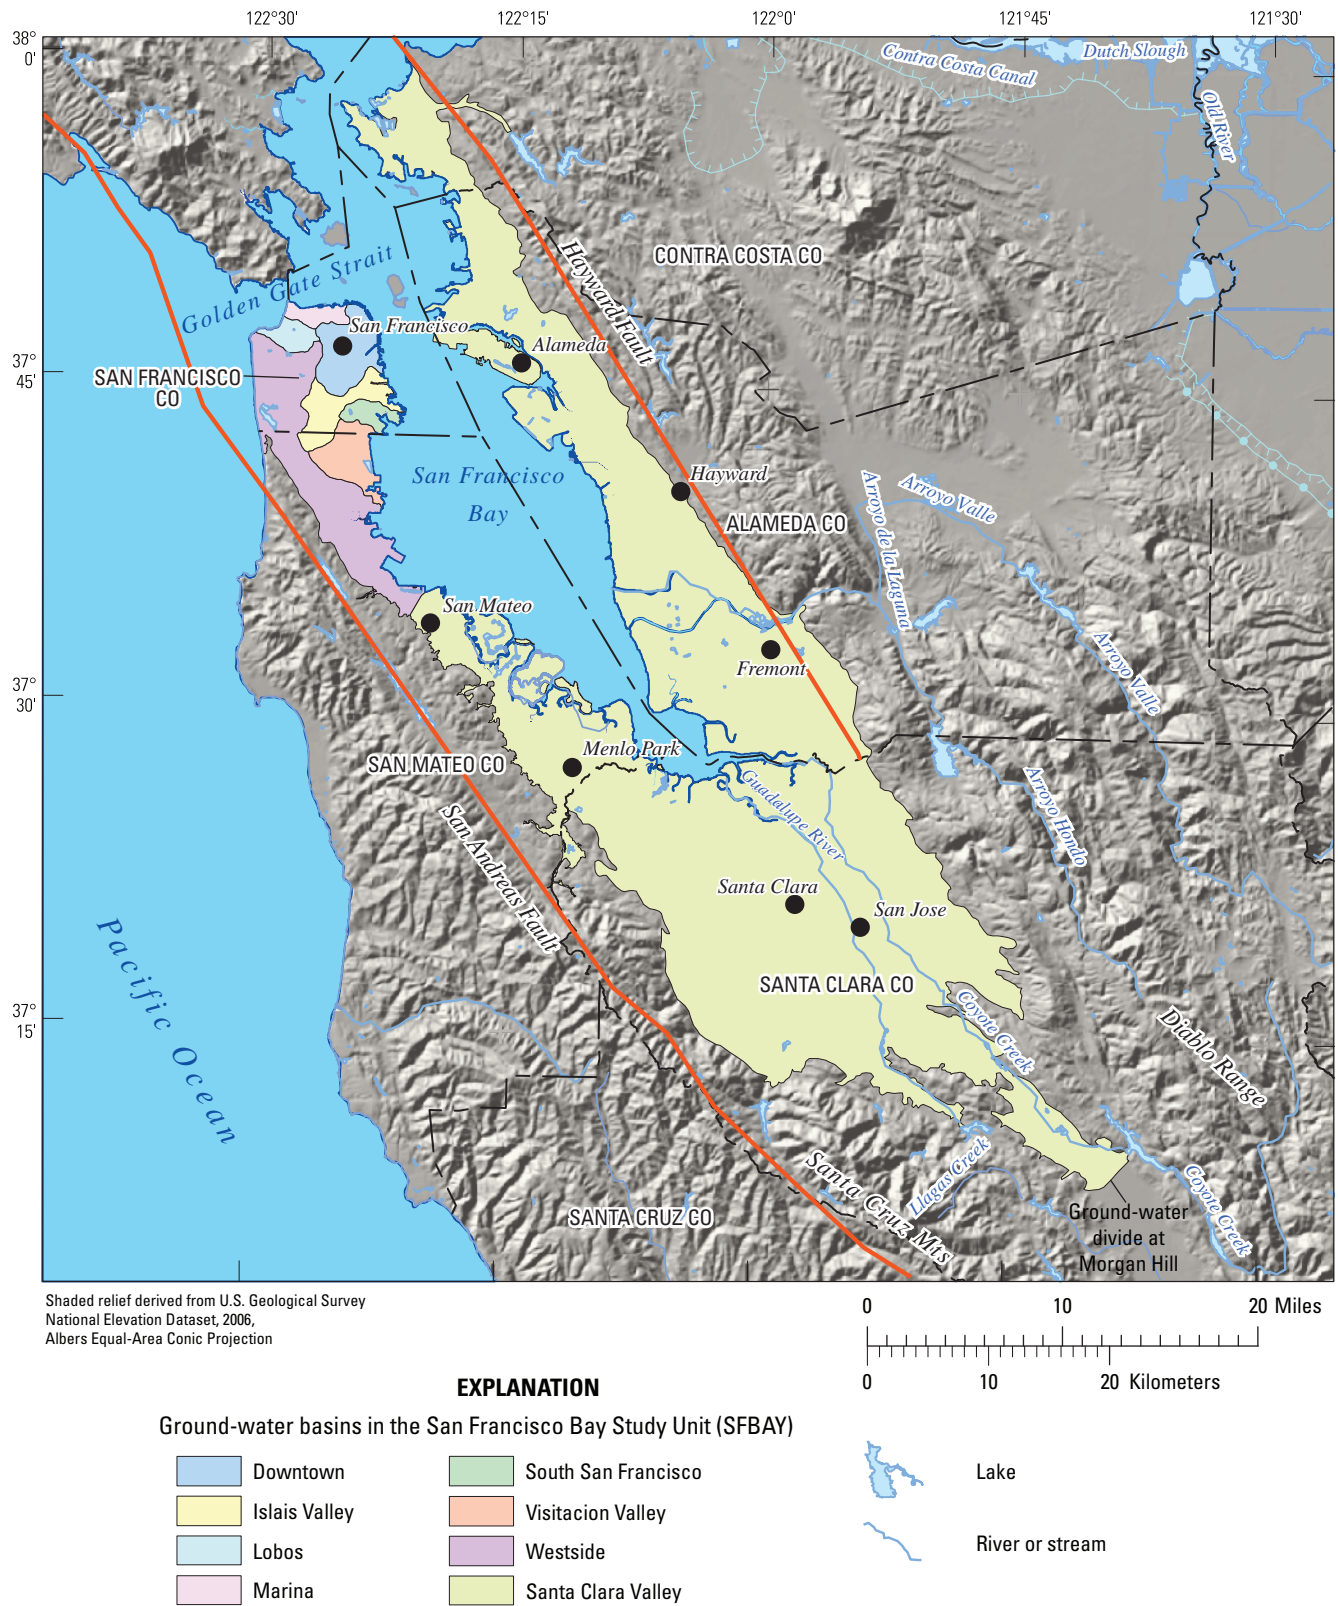 122°30'
122°15'
122°0'
121°45'
121°30'
38°
0'
Contra Costa Canal
Dutch Slough
Old River
CONTRA COSTA CO
Hayward Fault
Golden Gate Strait
San Francisco
Alameda
37°
45'
SAN FRANCISCO
CO
San Francisco
Bay
Hayward
ALAMEDA CO
Arroyo de la Laguna
Arroyo Valle
San Mateo
Fremont
Arroyo Valle
37°
30'
Menlo Park
SAN MATEO CO
Guadalupe River
Arroyo Hondo
San Andreas Fault
Santa Clara
San Jose
Pacific Ocean
SANTA CLARA CO
37°
15'
Coyote Creek
Diablo Range
Santa Cruz Mts
Llagas Creek
Coyote Creek
SANTA CRUZ CO
Ground-water
divide at
Morgan Hill
Shaded relief derived from U.S. Geological Survey
National Elevation Dataset, 2006,
Albers Equal-Area Conic Projection
0 10 20 Miles
0 10 20 Kilometers
EXPLANATION
Ground-water basins in the San Francisco Bay Study Unit (SFBAY)
Downtown
Islais Valley
Lobos
Marina
South San Francisco
Visitacion Valley
Westside
Santa Clara Valley
Lake
River or stream